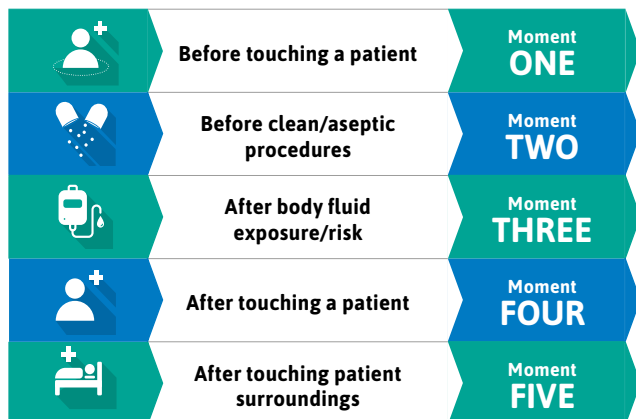 Before touching a patient
Moment
ONE
Before clean/aseptic
procedures
Moment
TWO
After body fluid
exposure/risk
Moment
THREE
After touching a patient
Moment
FOUR
After touching patient
surroundings
Moment
FIVE